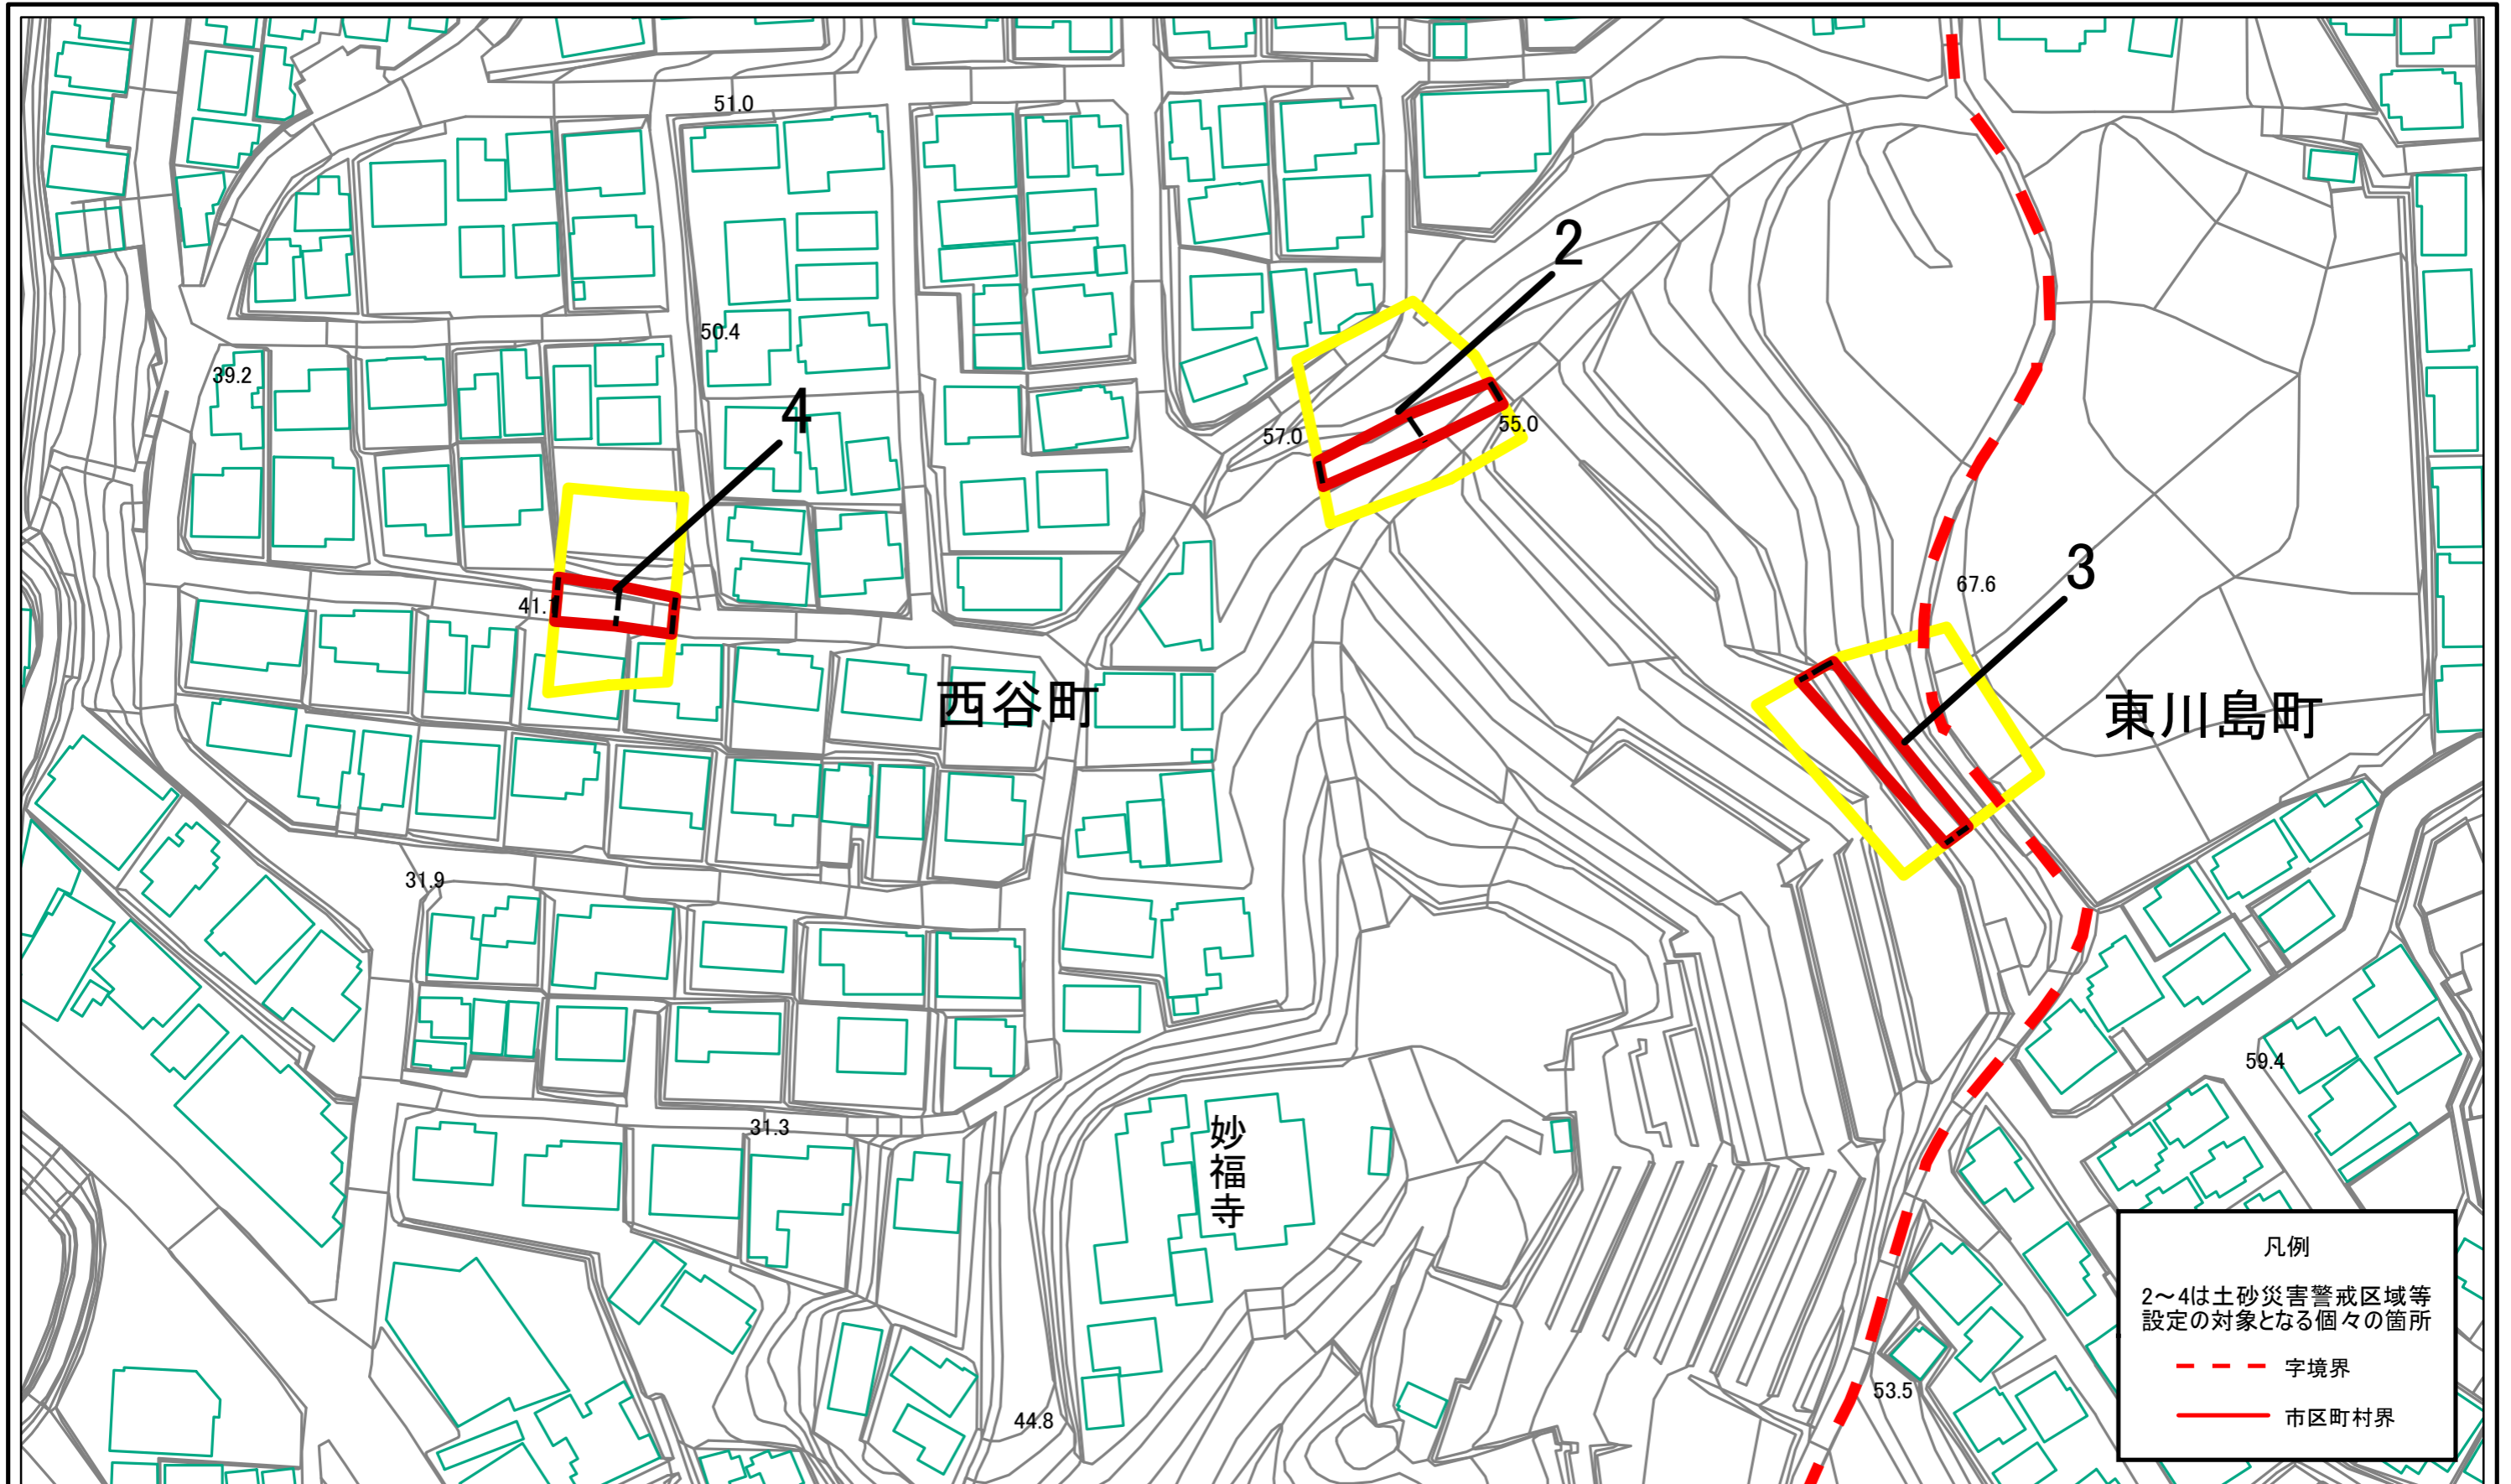 51.0
2
50.4
39.2
4
57.0
55.0
3
67.6
41.1
西谷町
東川島町
31.9
59.4
31.3
妙福寺
44.8
53.5
凡例
2～4は土砂災害警戒区域等
設定の対象となる個々の箇所
字境界
市区町村界